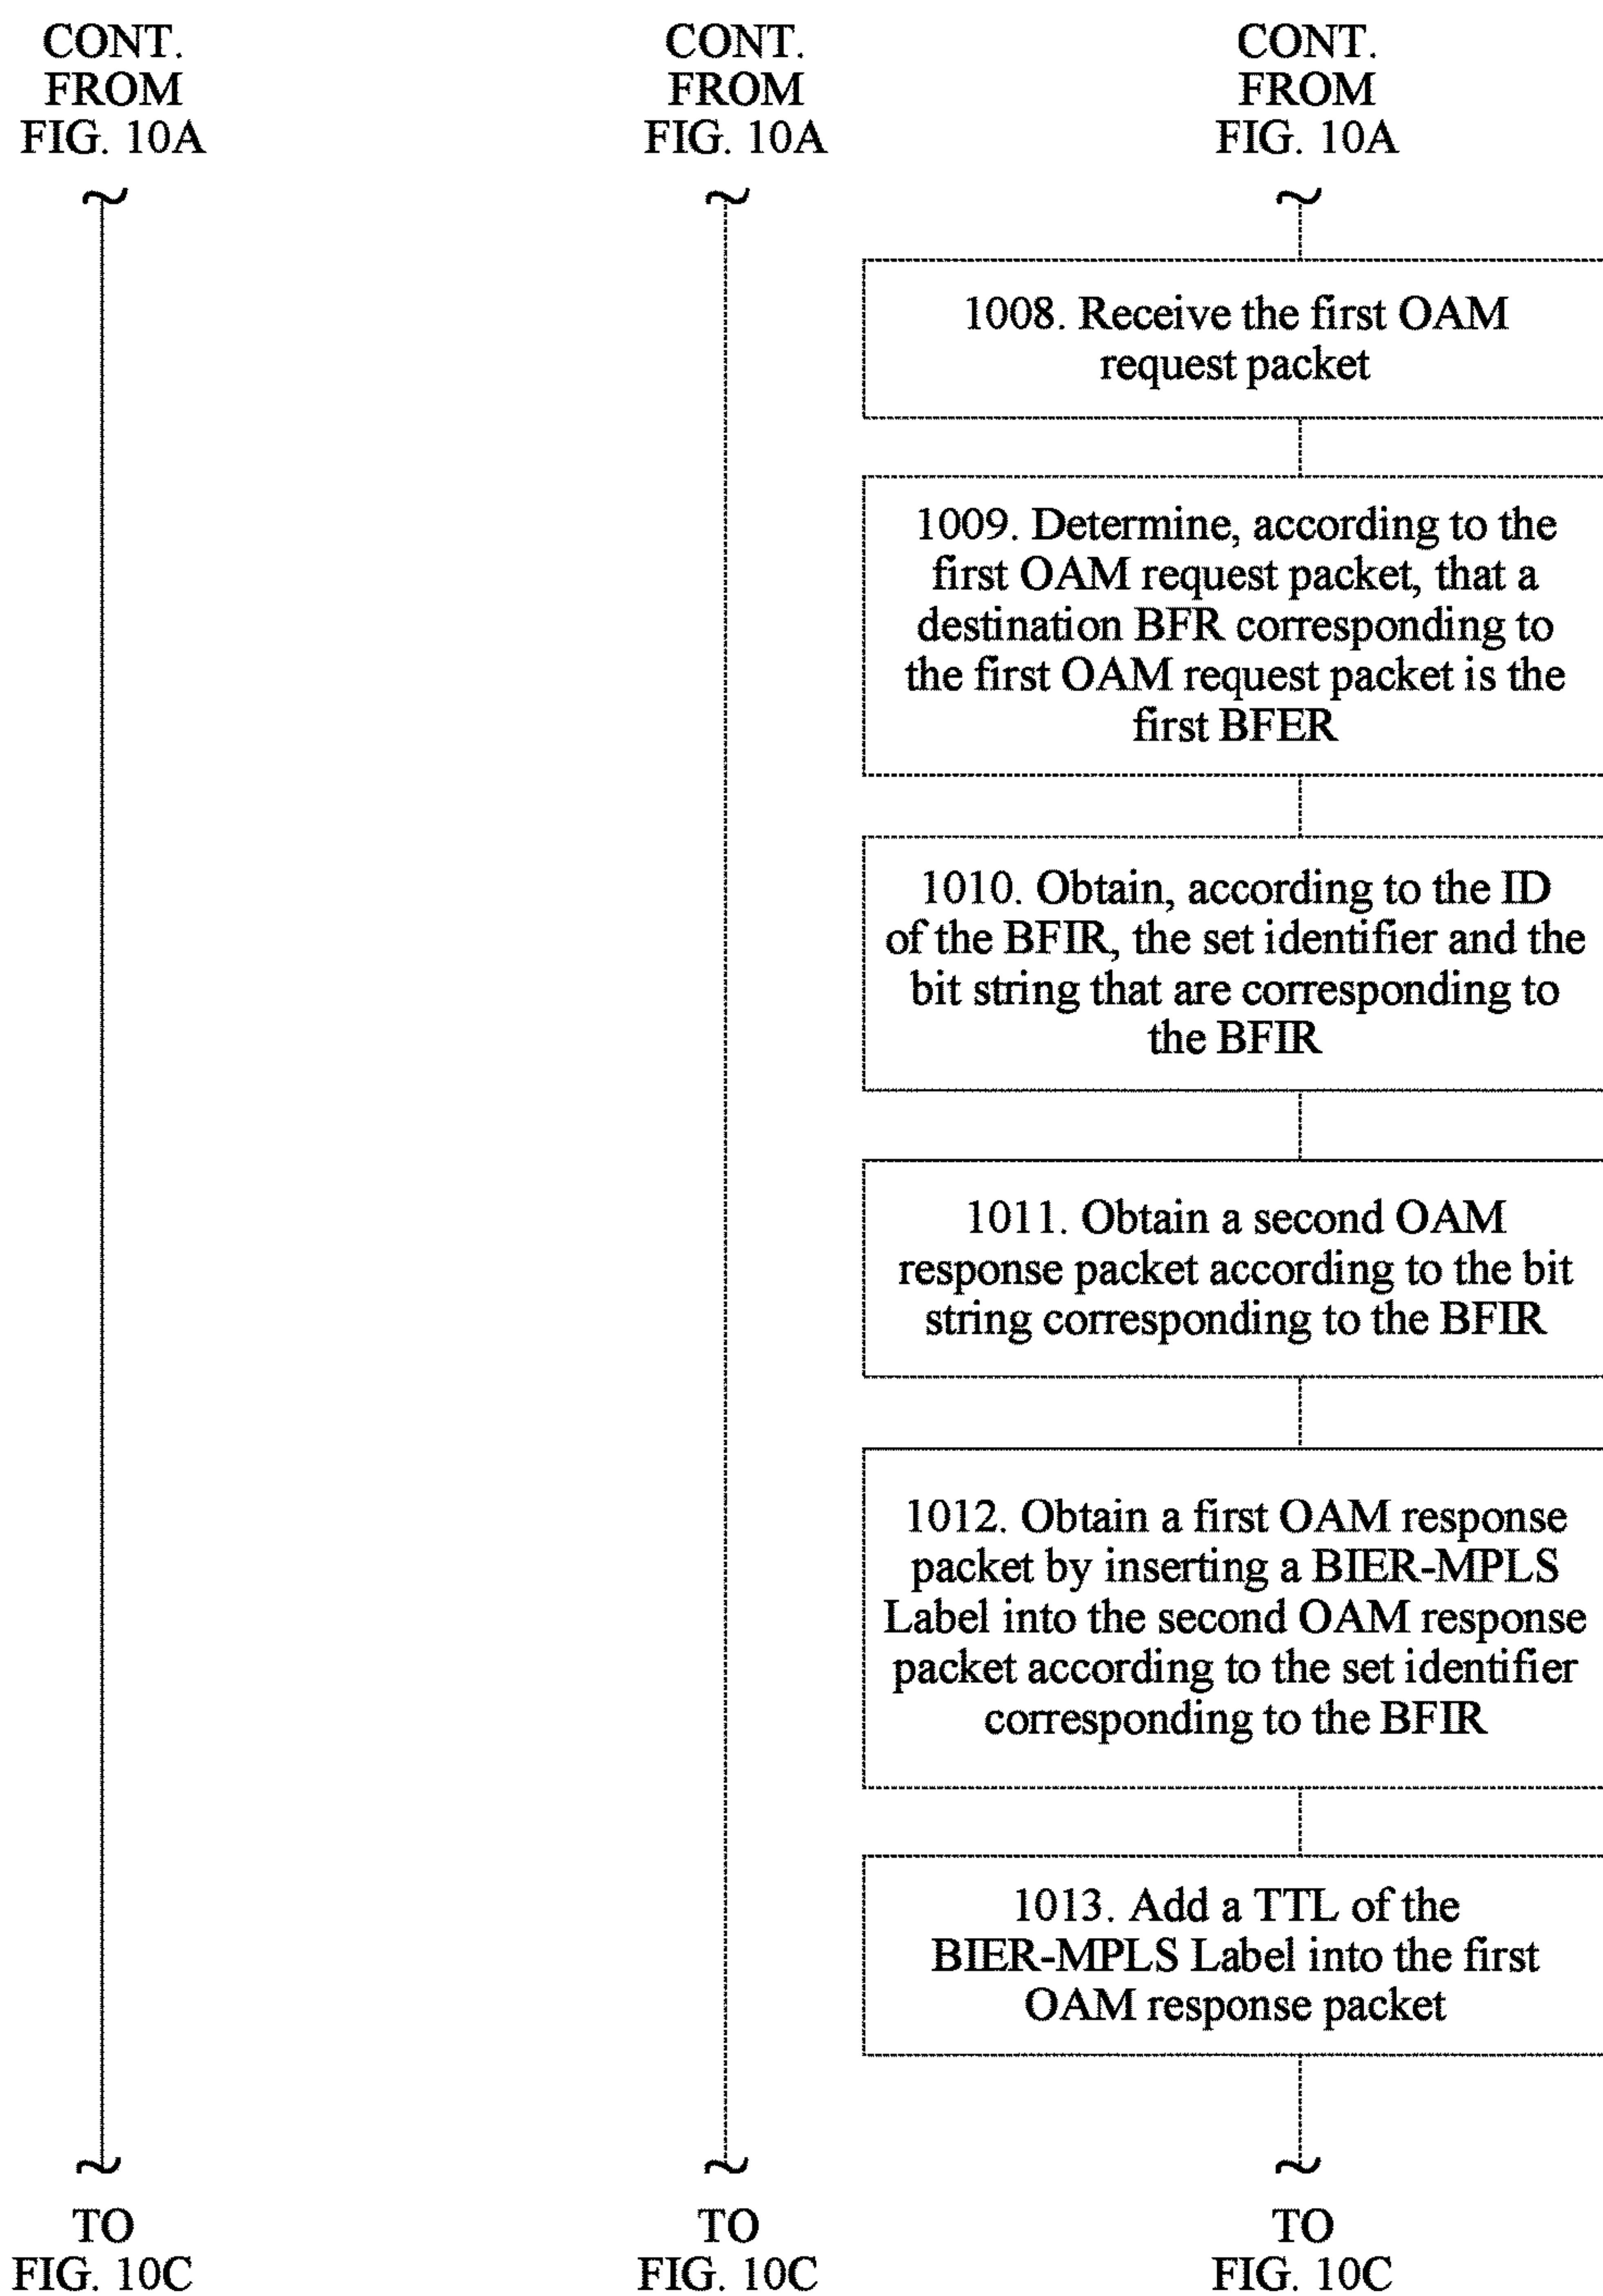 CONT.
FROM
FIG. 10A
CONT.
FROM
FIG. 10A
CONT.
FROM
FIG. 10A
1008. Receive the first OAM
request packet
1009. Determine, according to the
first OAM request packet, that a
destination BFR corresponding to
the first OAM request packet is the
first BFER
1010. Obtain, according to the ID
of the BFIR, the set identifier and the
bit string that are corresponding to
the BFIR
1011. Obtain a second OAM
response packet according to the bit
string corresponding to the BFIR
1012. Obtain a first OAM response
packet by inserting a BIER-MPLS
Label into the second OAM response
packet according to the set identifier
corresponding to the BFIR
1013. Add a TTL of the
BIER-MPLS Label into the first
OAM response packet
TO
FIG. 10C
TO
FIG. 10C
TO
FIG. 10C